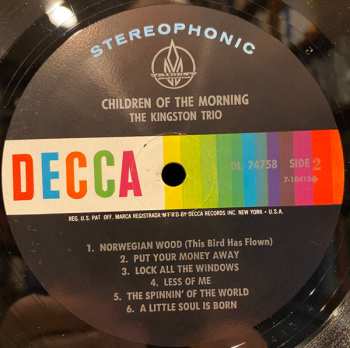 STEREOPHONIC
CHILDREN OF THE MORNING
THE KINGSTON TRIO
DECCA
DL 74758 SIDE 2
REG. U.S. PAT OFF. MARCA REGISTRADA•M'F'D BY DECCA RECORDS INC. NEW YORK • U.S.A.
1. NORWEGIAN WOOD (This Bird Has Flown)
2. PUT YOUR MONEY AWAY
3. LOCK ALL THE WINDOWS
4. LESS OF ME
5. THE SPINNIN' OF THE WORLD
6. A LITTLE SOUL IS BORN